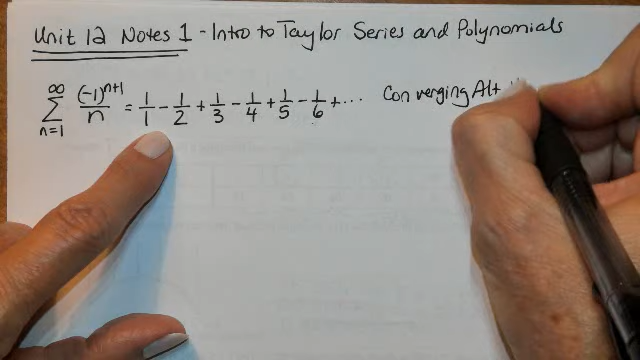 Unit 12 Notes 1 - Intro to Taylor Series and Polynomials
∞ ∑ n=1 (-1)^{n+1}/n = 1/1 - 1/2 + 1/3 - 1/4 + 1/5 - 1/6 + ... Converging Alt